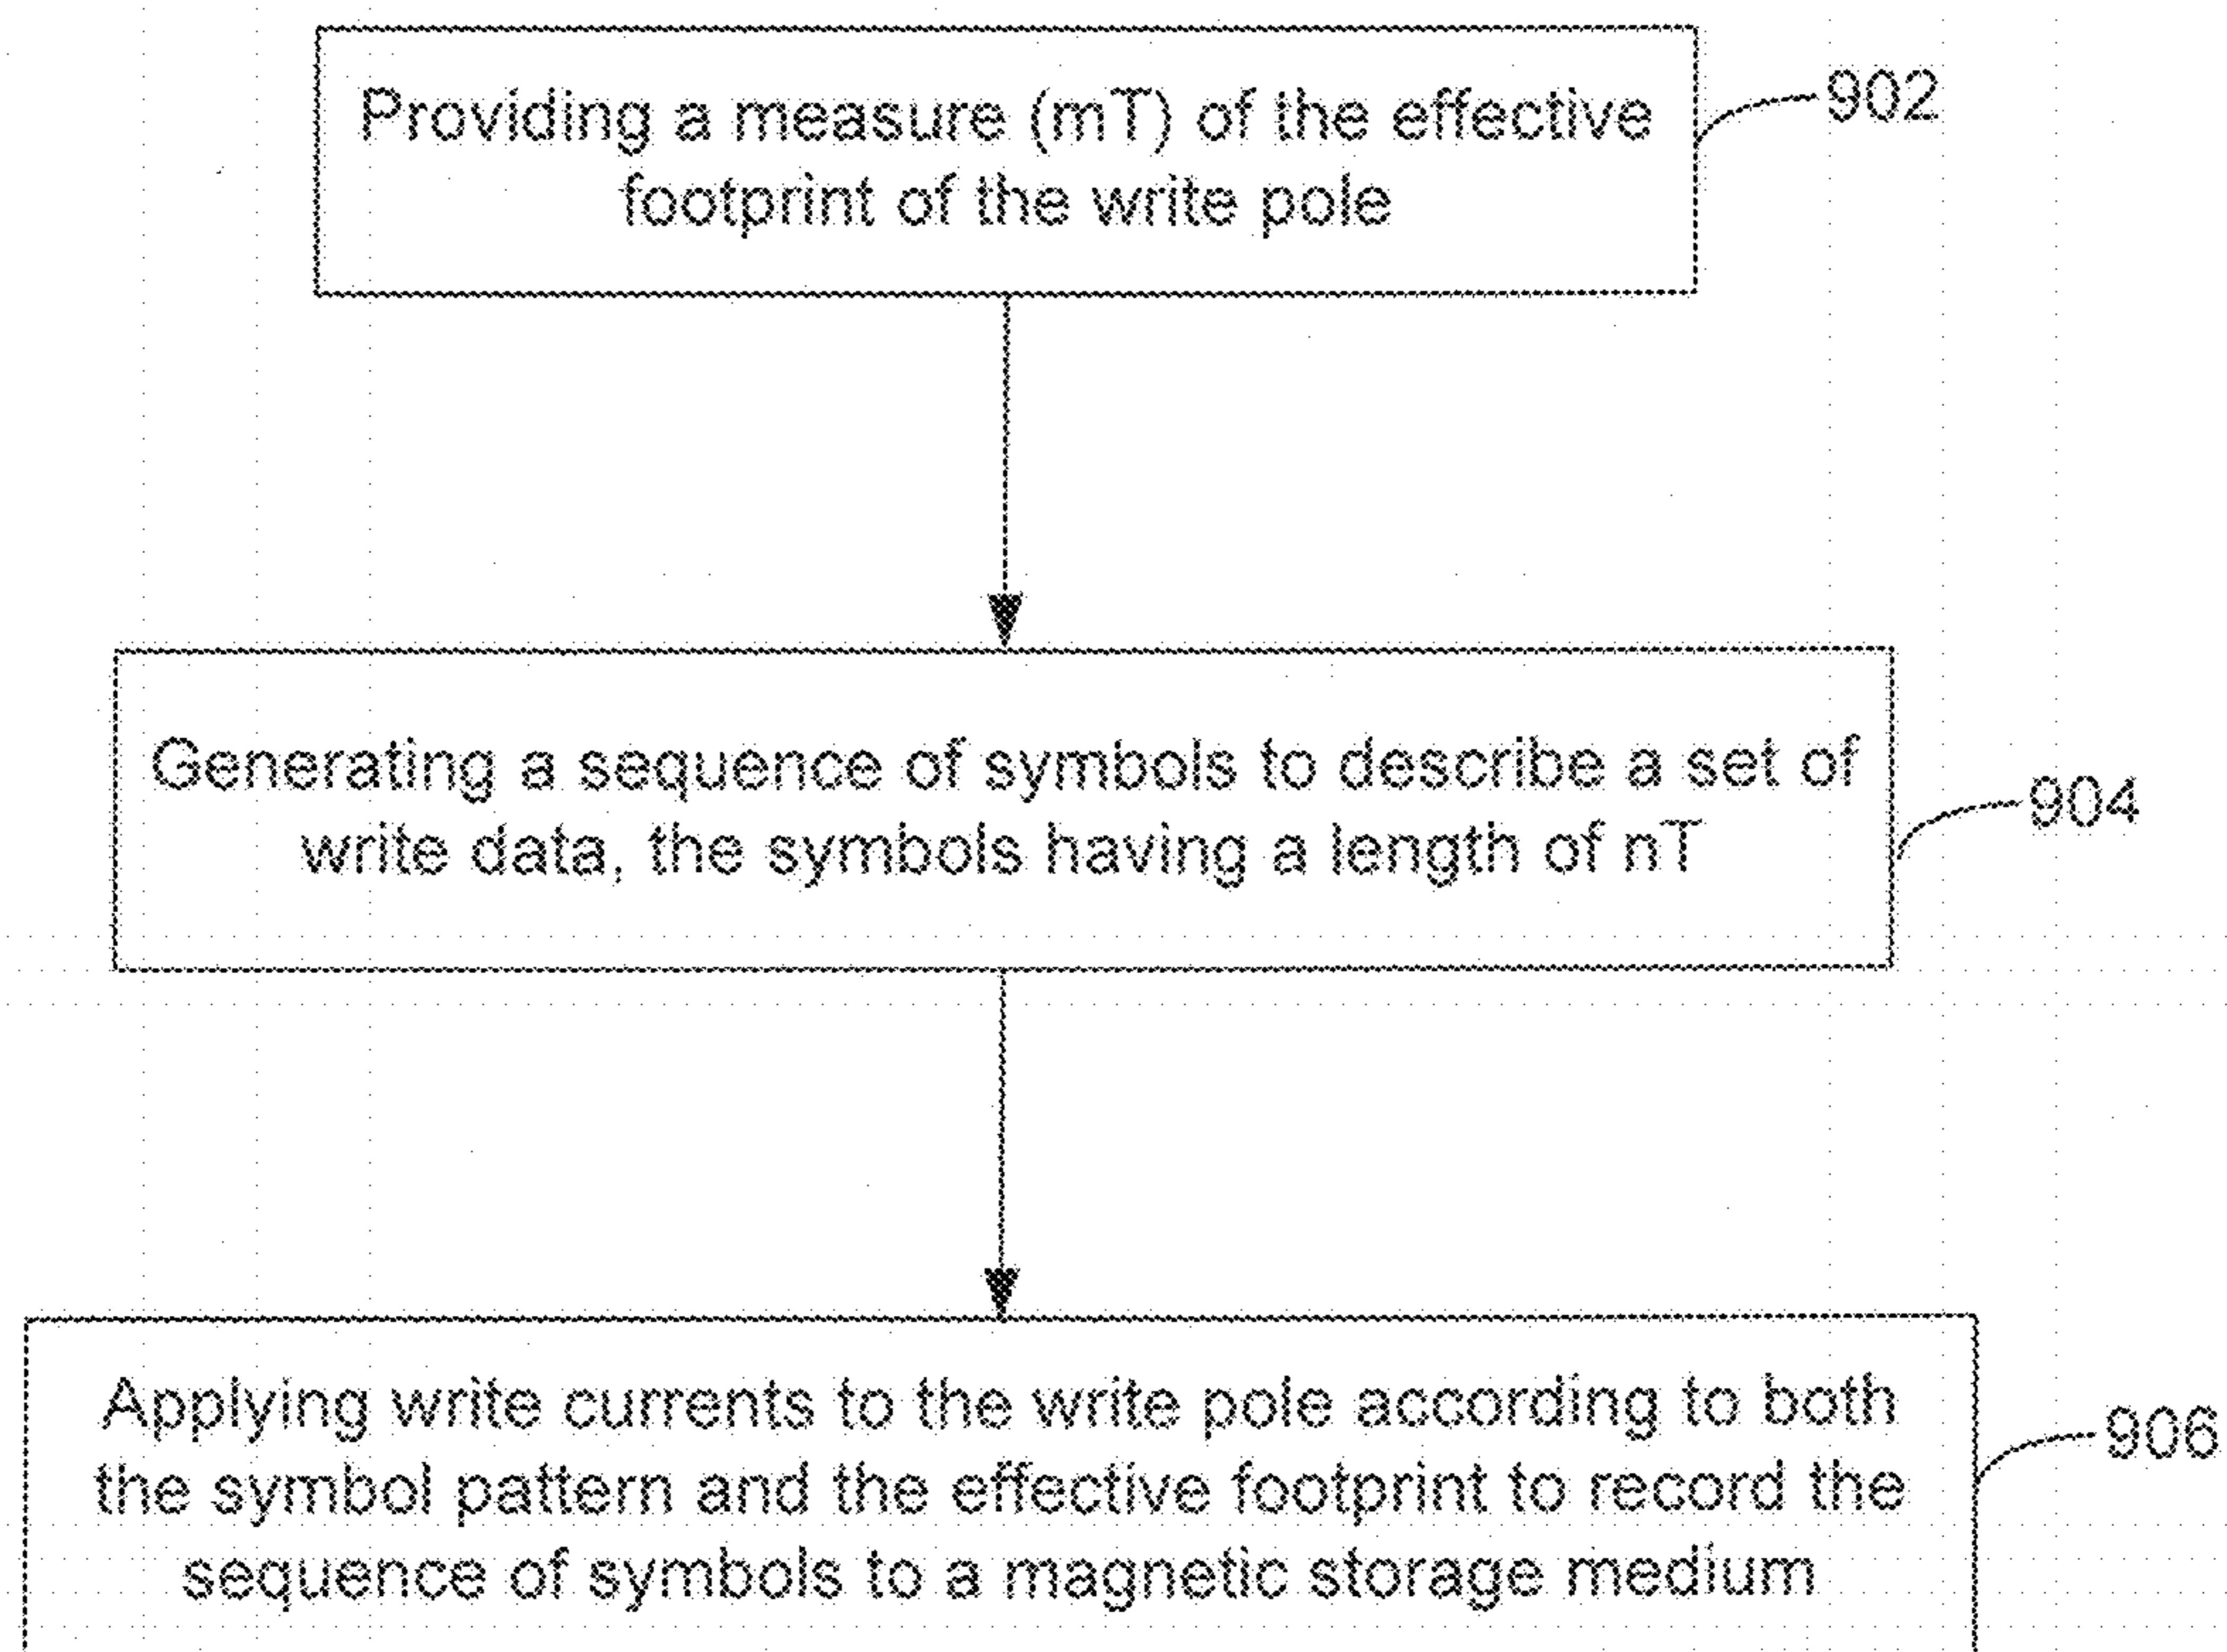 Providing a measure (mT) of the effective
footprint of the write pole
902
Generating a sequence of symbols to describe a set of
write data, the symbols having a length of nT
904
Applying write currents to the write pole according to both
the symbol pattern and the effective footprint to record the
sequence of symbols to a magnetic storage medium
906